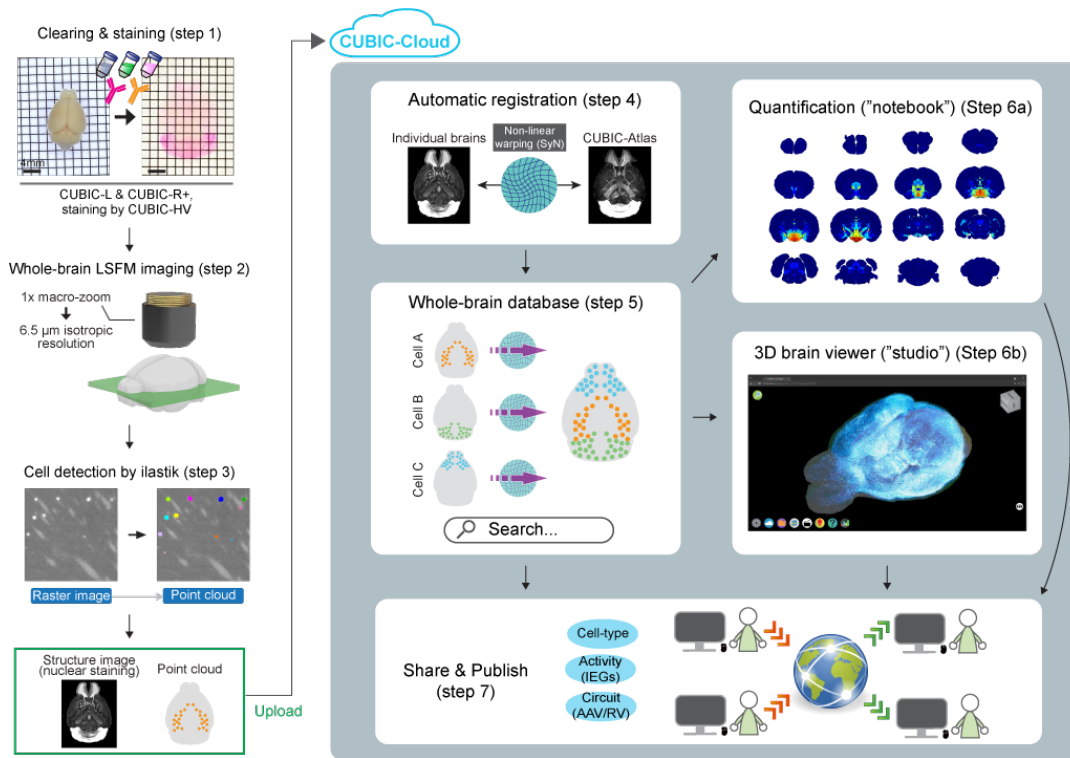 Clearing & staining (step 1)
4mm
CUBIC-L & CUBIC-R+,
staining by CUBIC-HV
Whole-brain LSFM imaging (step 2)
1x macro-zoom
6.5 μm isotropic
resolution
Cell detection by ilastik (step 3)
Raster image
Point cloud
Structure image
(nuclear staining)
Point cloud
Upload
CUBIC-Cloud
Automatic registration (step 4)
Individual brains
Non-linear
warping (SyN)
CUBIC-Atlas
Whole-brain database (step 5)
Cell A
Cell B
Cell C
Search...
Quantification ("notebook") (Step 6a)
3D brain viewer ("studio") (Step 6b)
Share & Publish
(step 7)
Cell-type
Activity
(IEGs)
Circuit
(AAV/RV)